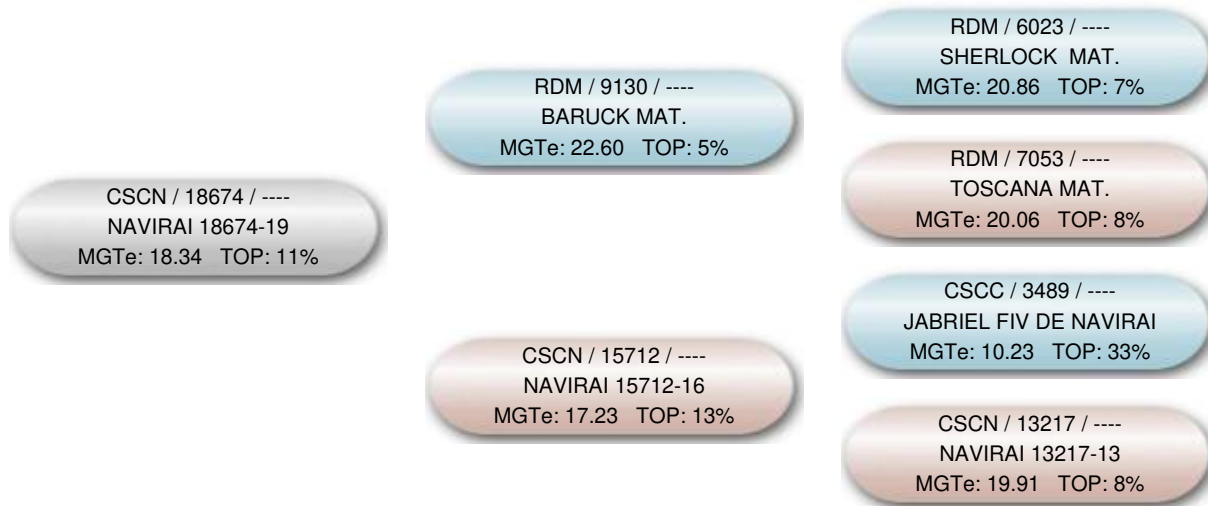 RDM / 6023 / ----
SHERLOCK  MAT.
MGTe: 20.86   TOP: 7%
RDM / 9130 / ----
BARUCK MAT.
MGTe: 22.60   TOP: 5%
RDM / 7053 / ----
TOSCANA MAT.
MGTe: 20.06   TOP: 8%
CSCN / 18674 / ----
NAVIRAI 18674-19
MGTe: 18.34   TOP: 11%
CSCC / 3489 / ----
JABRIEL FIV DE NAVIRAI
MGTe: 10.23   TOP: 33%
CSCN / 15712 / ----
NAVIRAI 15712-16
MGTe: 17.23   TOP: 13%
CSCN / 13217 / ----
NAVIRAI 13217-13
MGTe: 19.91   TOP: 8%